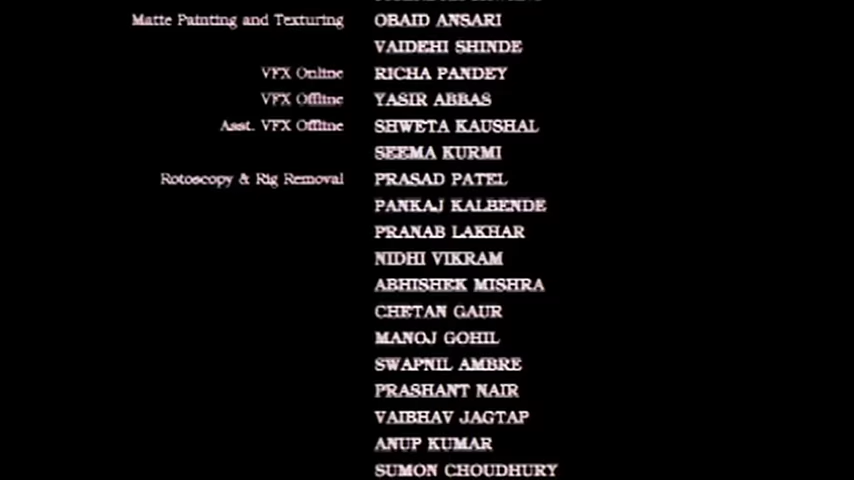 Matte Painting and Texturing OBAID ANSARI
VAIDEHI SHINDE
VFX Online RICHA PANDEY
VFX Offline YASIR ABBAS
Asst. VFX Offline SHWETA KAUSHAL
SEEMA KURMI
Rotoscopy & Rig Removal PRASAD PATEL
PANKAJ KALBENDE
PRANAB LAKHAR
NIDHI VIKRAM
ABHISHEK MISHRA
CHETAN GAUR
MANOJ GOHIL
SWAPNIL AMBRE
PRASHANT NAIR
VAIBHAV JAGTAP
ANUP KUMAR
SUMON CHOUDHURY